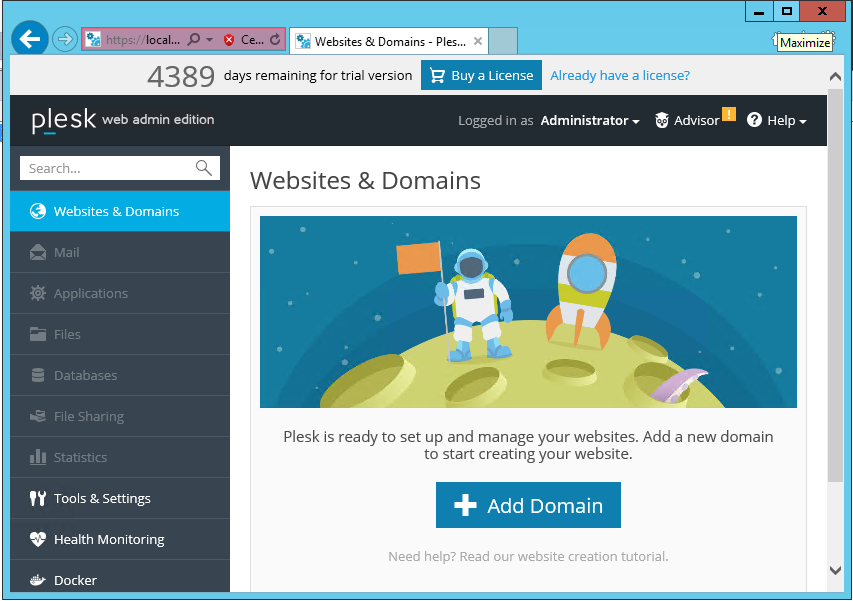 https://local...
Ce...
Websites & Domains - Ples...
Maximize
4389 days remaining for trial version Buy a License Already have a license?
plesk web admin edition
Logged in as Administrator Advisor ! ? Help
Search...
Websites & Domains
Mail
Applications
Files
Databases
File Sharing
Statistics
Tools & Settings
Health Monitoring
Docker
Websites & Domains
Plesk is ready to set up and manage your websites. Add a new domain
to start creating your website.
Add Domain
Need help? Read our website creation tutorial.